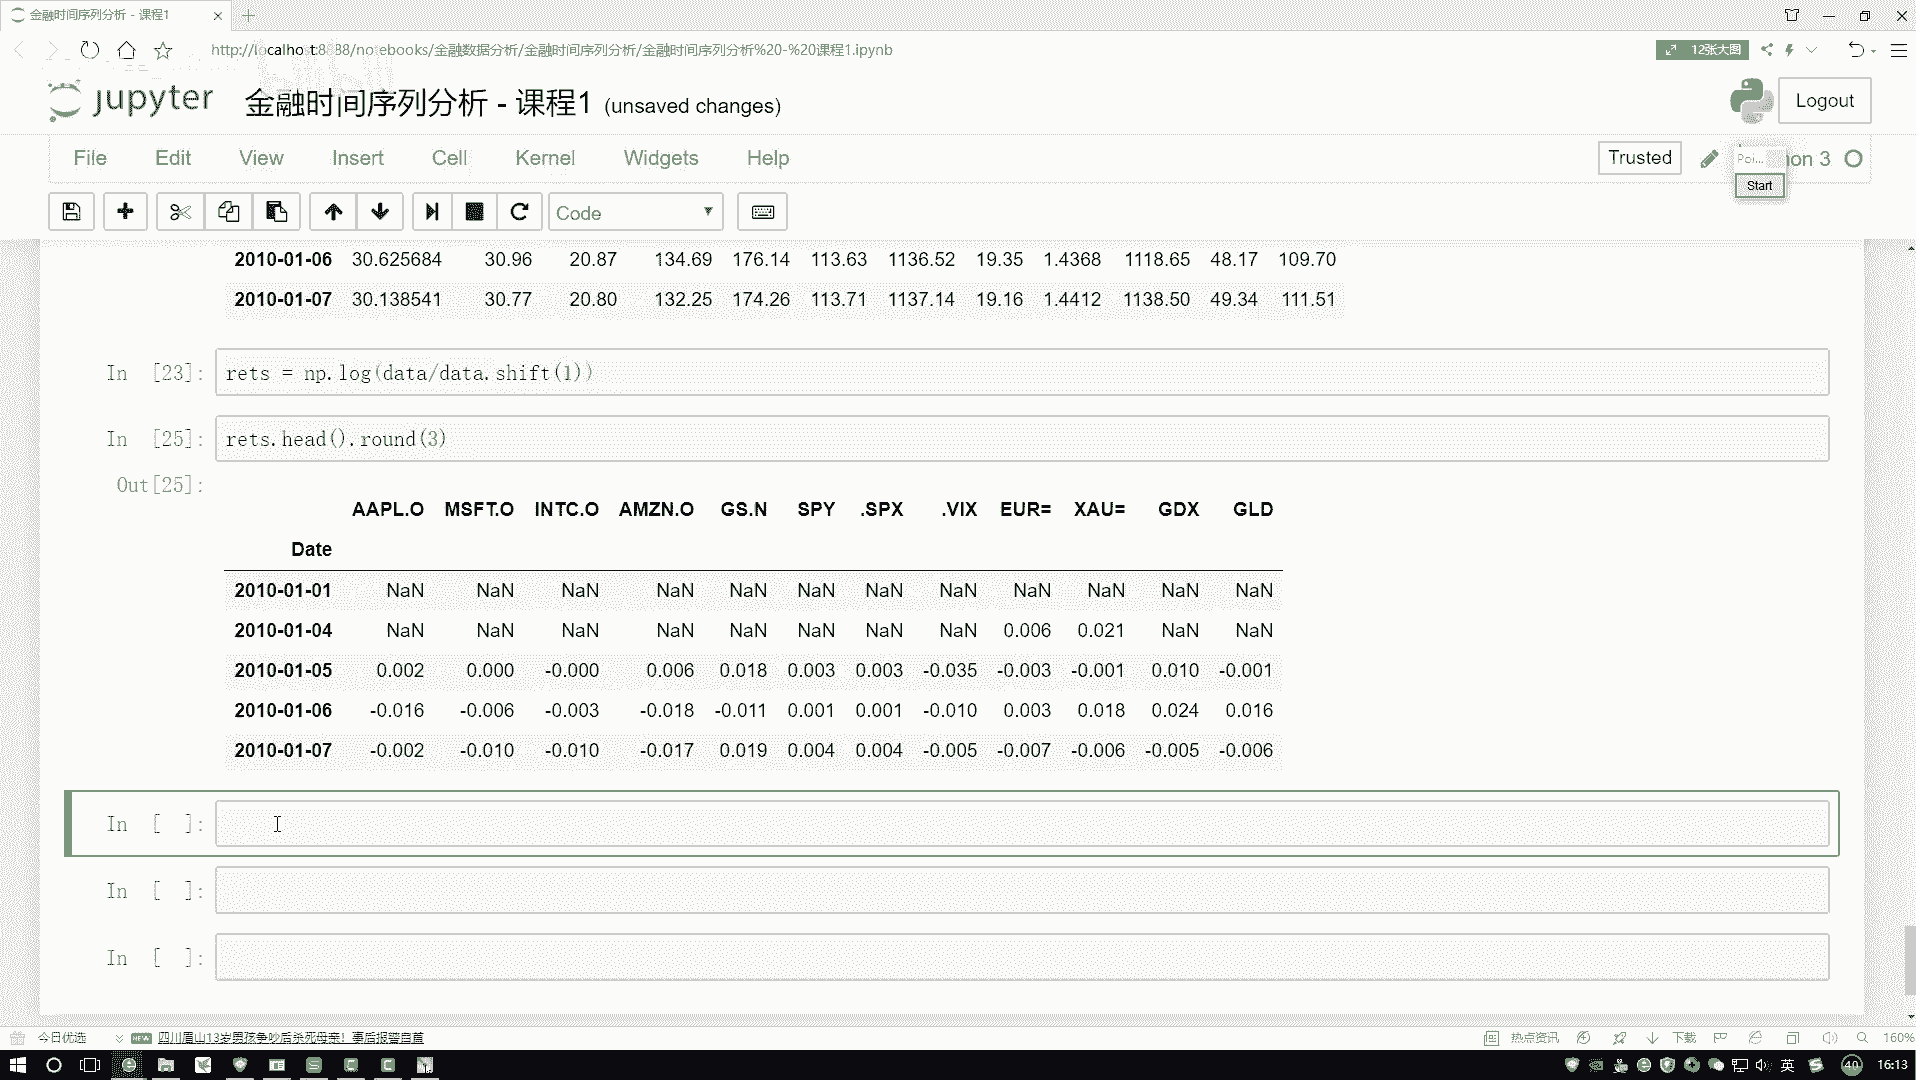 金融时间序列分析 - 课程1
http://localhost:8888/notebooks/金融数据分析/金融时间序列分析/金融时间序列分析%20-%20课程1.ipynb
12张大图
jupyter 金融时间序列分析 - 课程1 (unsaved changes)
Logout
File Edit View Insert Cell Kernel Widgets Help
Trusted
Poi... hon 3
Start
Code
2010-01-06 30.625684 30.96 20.87 134.69 176.14 113.63 1136.52 19.35 1.4368 1118.65 48.17 109.70
2010-01-07 30.138541 30.77 20.80 132.25 174.26 113.71 1137.14 19.16 1.4412 1138.50 49.34 111.51
In [23]: rets = np.log(data/data.shift(1))
In [25]: rets.head().round(3)
Out[25]:
AAPL.O MSFT.O INTC.O AMZN.O GS.N SPY .SPX .VIX EUR= XAU= GDX GLD
Date
2010-01-01 NaN NaN NaN NaN NaN NaN NaN NaN NaN NaN NaN NaN
2010-01-04 NaN NaN NaN NaN NaN NaN NaN NaN 0.006 0.021 NaN NaN
2010-01-05 0.002 0.000 -0.000 0.006 0.018 0.003 0.003 -0.035 -0.003 -0.001 0.010 -0.001
2010-01-06 -0.016 -0.006 -0.003 -0.018 -0.011 0.001 0.001 -0.010 0.003 0.018 0.024 0.016
2010-01-07 -0.002 -0.010 -0.010 -0.017 0.019 0.004 0.004 -0.005 -0.007 -0.006 -0.005 -0.006
In [ ]:
In [ ]:
In [ ]:
今日优选
NEW 四川眉山13岁男孩争吵后杀死母亲！事后报警自首
热点资讯
下载
160%
英
40
16:13